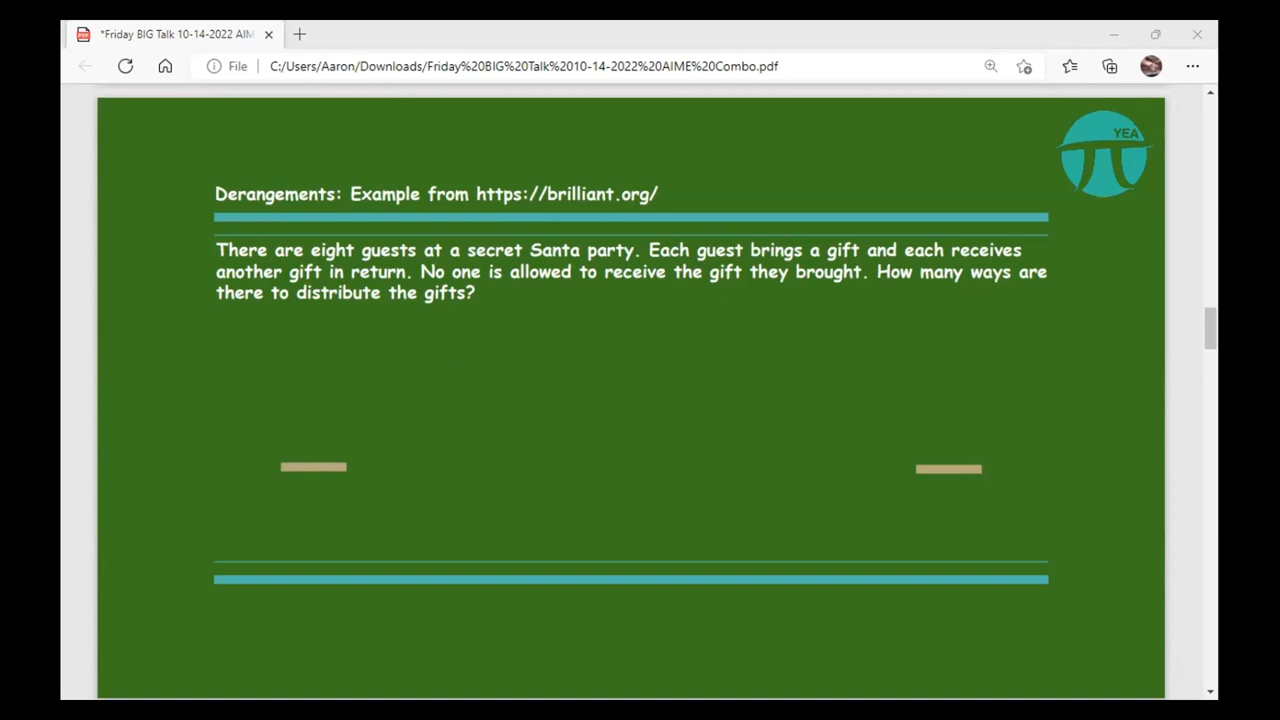 *Friday BIG Talk 10-14-2022 AIM
File C:/Users/Aaron/Downloads/Friday%20BIG%20Talk%2010-14-2022%20AIME%20Combo.pdf
YEA
Derangements: Example from https://brilliant.org/
There are eight guests at a secret Santa party. Each guest brings a gift and each receives
another gift in return. No one is allowed to receive the gift they brought. How many ways are
there to distribute the gifts?